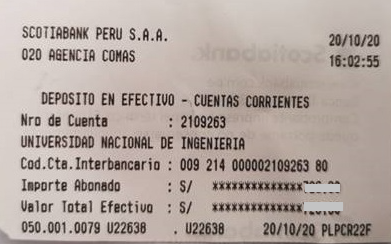 SCOTIABANK PERU S.A.A. 20/10/20
020 AGENCIA COMAS 16:02:55
DEPOSITO EN EFECTIVO - CUENTAS CORRIENTES
Nro de Cuenta : 2109263
UNIVERSIDAD NACIONAL DE INGENIERIA
Cod.Cta.Interbancario : 009 214 000002109263 80
Importe Abonado : S/ **************
Valor Total Efectivo : S/ **************
050.001.0079 U22638 . U22638 20/10/20 PLPCR22F